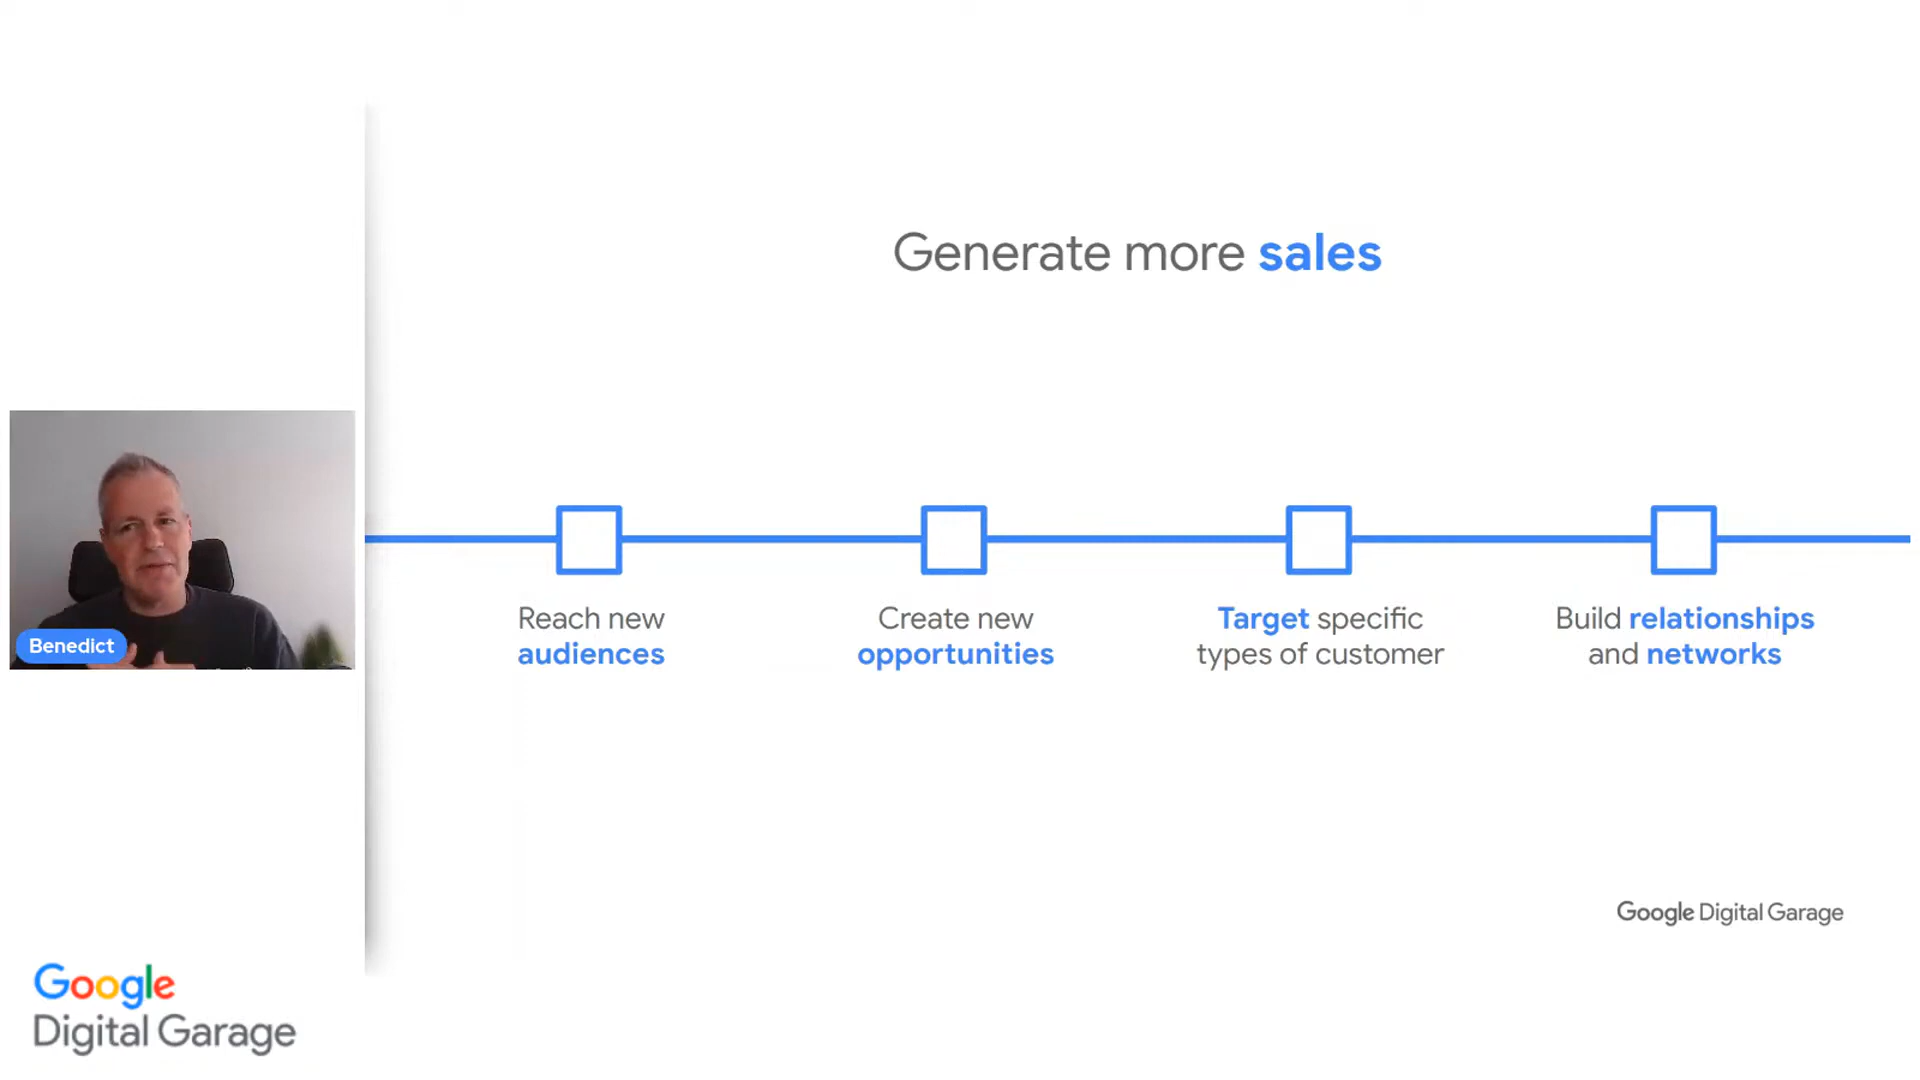 Generate more sales
Benedict
Reach new
audiences
Create new
opportunities
Target specific
types of customer
Build relationships
and networks
Google Digital Garage
Google
Digital Garage